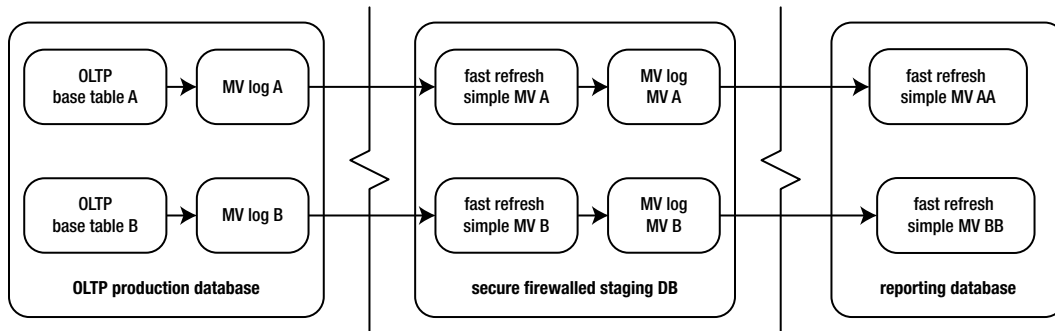 OLTP
base table A
MV log A
fast refresh
simple MV A
MV log
MV A
fast refresh
simple MV AA
OLTP
base table B
MV log B
fast refresh
simple MV B
MV log
MV B
fast refresh
simple MV BB
OLTP production database
secure firewalled staging DB
reporting database